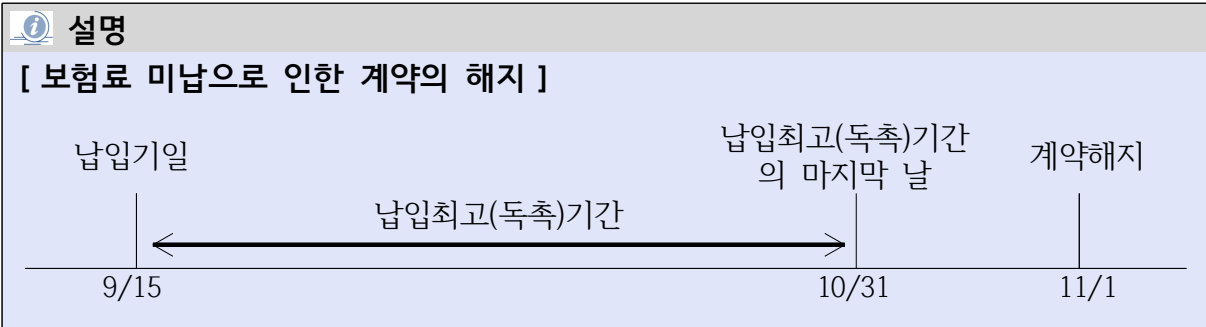 설명
[ 보험료 미납으로 인한 계약의 해지 ]
납입기일
납입최고(독촉)기간
의 마지막 날
계약해지
납입최고(독촉)기간
9/15
10/31
11/1